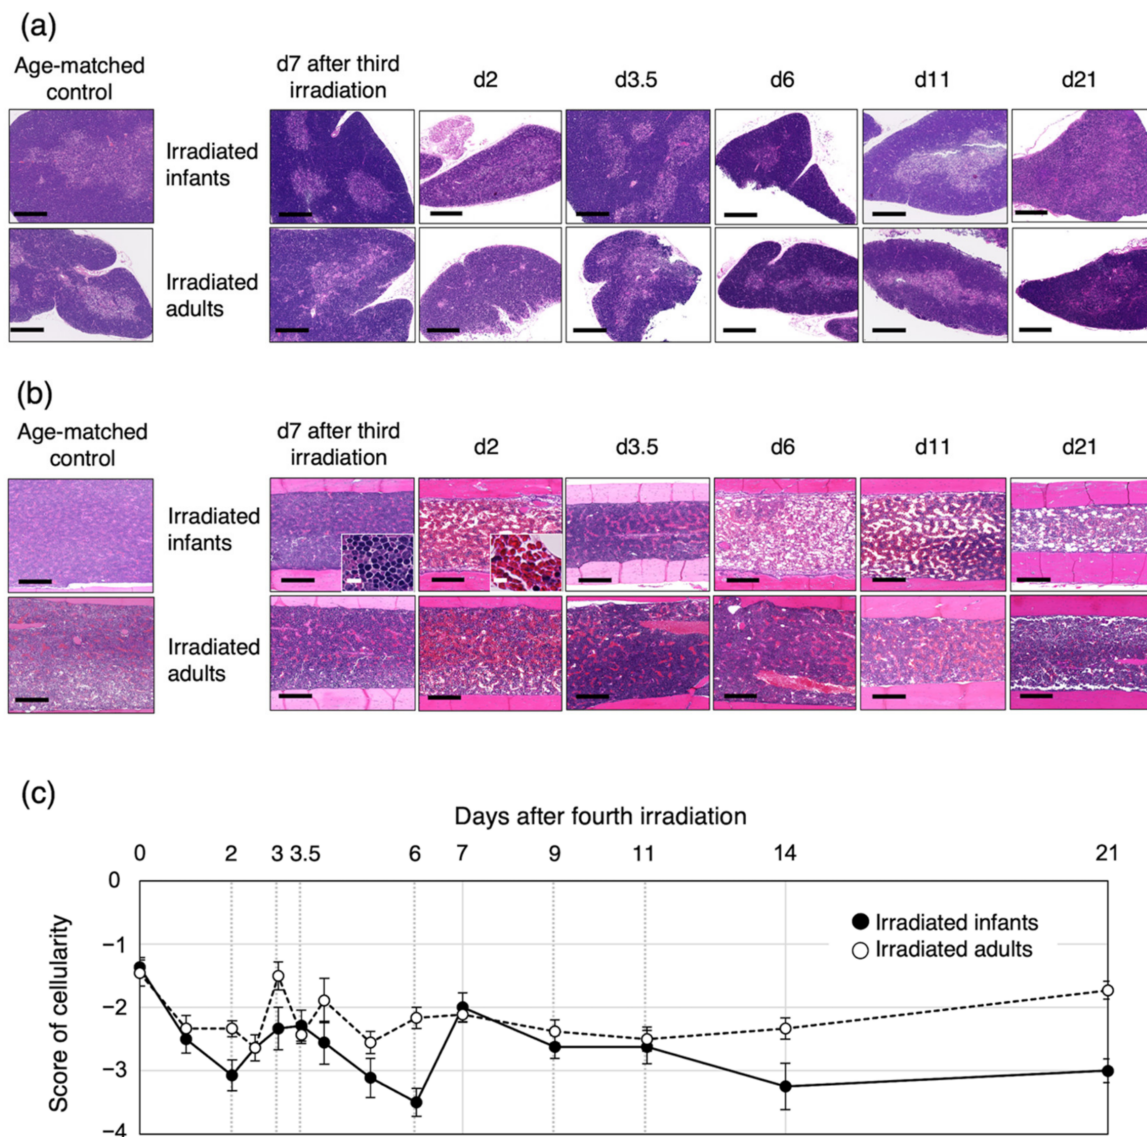 (a)
Age-matched
control
d7 after third
irradiation
d2
d3.5
d6
d11
d21
Irradiated
infants
Irradiated
adults
(b)
Age-matched
control
d7 after third
irradiation
d2
d3.5
d6
d11
d21
Irradiated
infants
Irradiated
adults
(c)
Days after fourth irradiation
0 2 3 3.5 6 7 9 11 14 21
Score of cellularity
0
−1
−2
−3
−4
Irradiated infants
Irradiated adults